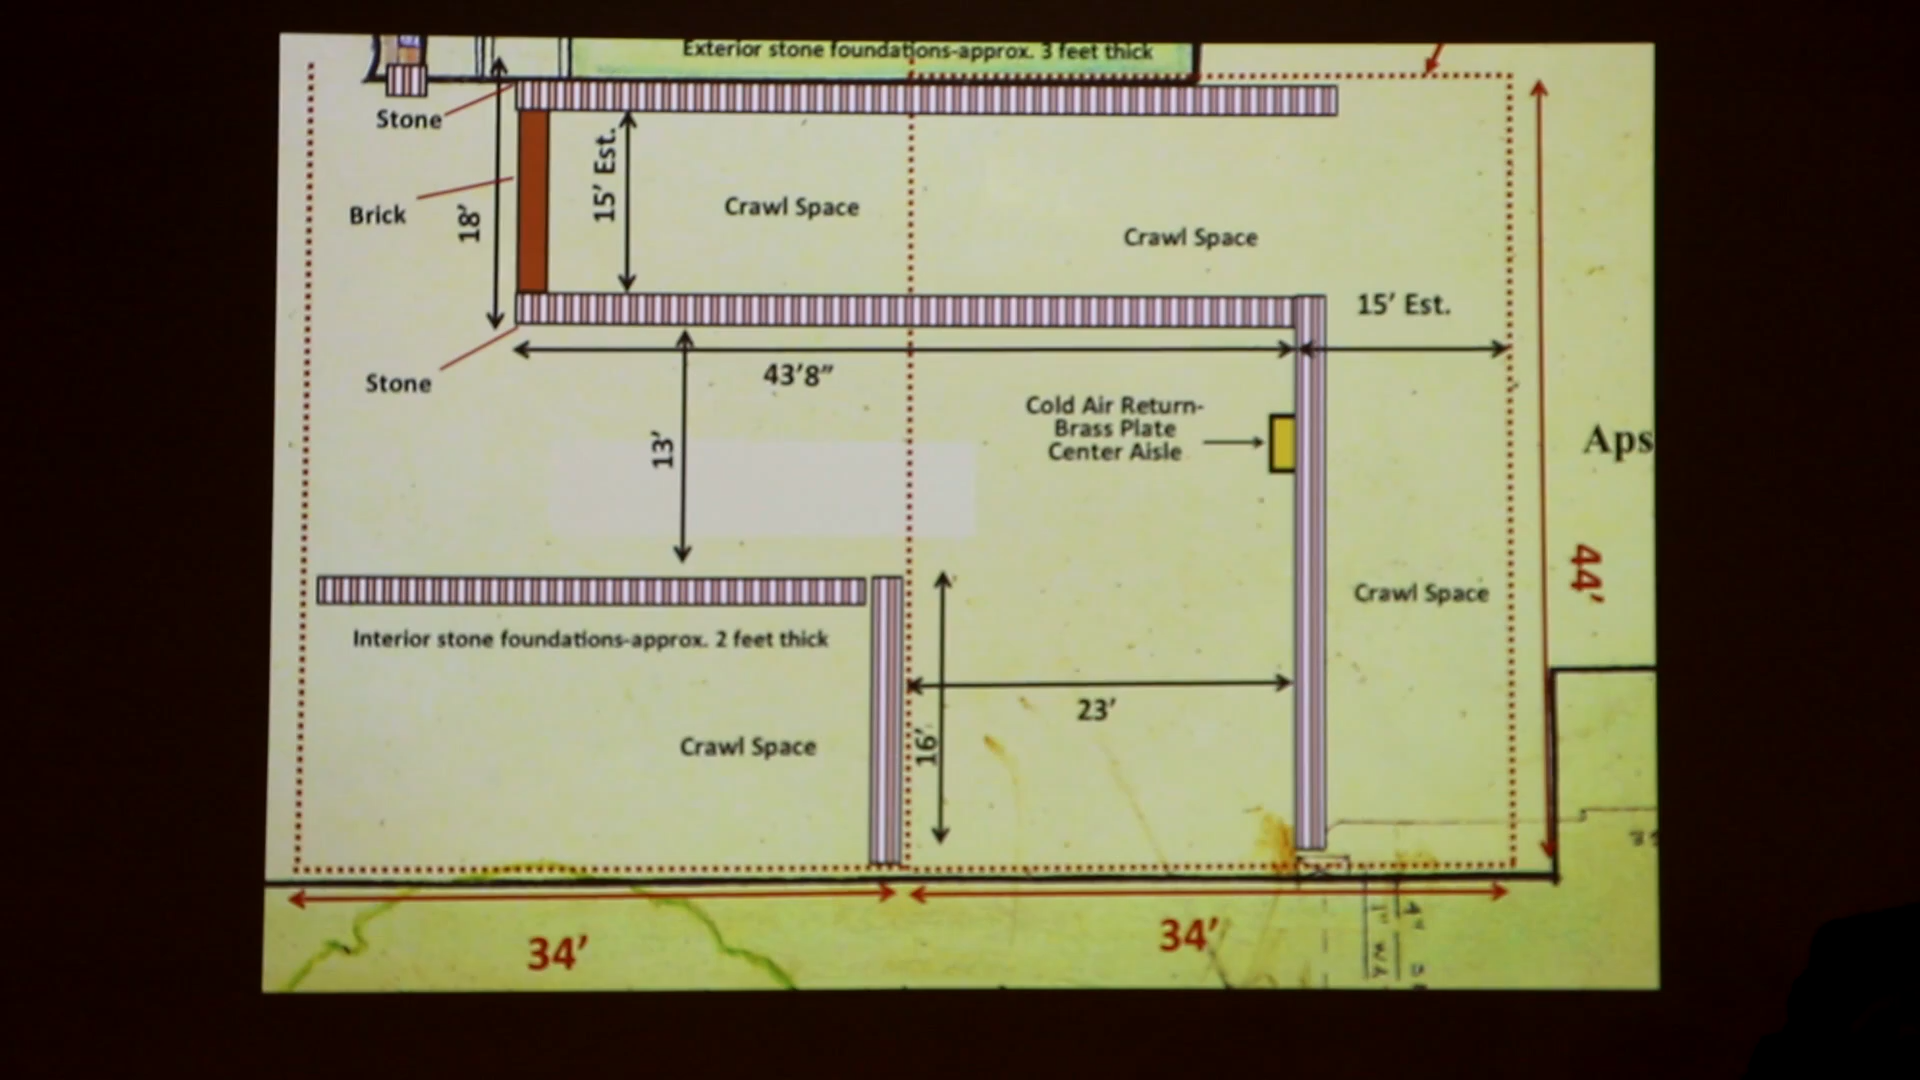 Exterior stone foundations-approx. 3 feet thick
Stone
Brick
18’
15’ Est.
Crawl Space
Crawl Space
15’ Est.
43’8”
Stone
13’
Cold Air Return-
Brass Plate
Center Aisle
Aps
44’
Crawl Space
Interior stone foundations-approx. 2 feet thick
23’
16’
Crawl Space
34’
34’